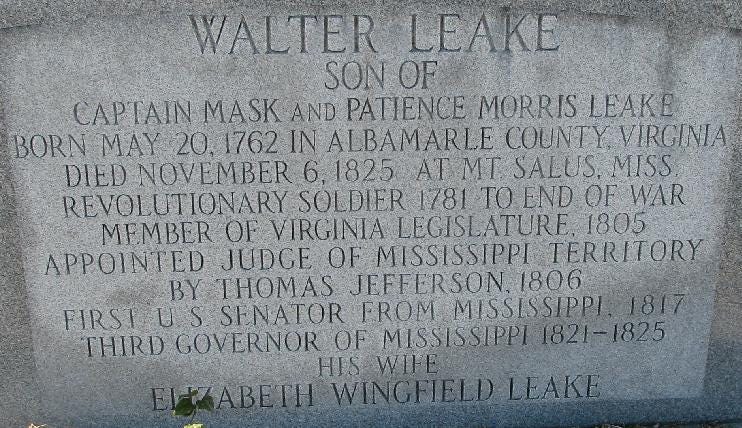 WALTER LEAKE
SON OF
CAPTAIN MASK AND PATIENCE MORRIS LEAKE
BORN MAY 20, 1762 IN ALBAMARLE COUNTY, VIRGINIA
DIED NOVEMBER 6, 1825 AT MT. SALUS, MISS.
REVOLUTIONARY SOLDIER 1781 TO END OF WAR
MEMBER OF VIRGINIA LEGISLATURE, 1805
APPOINTED JUDGE OF MISSISSIPPI TERRITORY
BY THOMAS JEFFERSON, 1806
FIRST U S SENATOR FROM MISSISSIPPI, 1817
THIRD GOVERNOR OF MISSISSIPPI 1821-1825
HIS WIFE
ELIZABETH WINGFIELD LEAKE